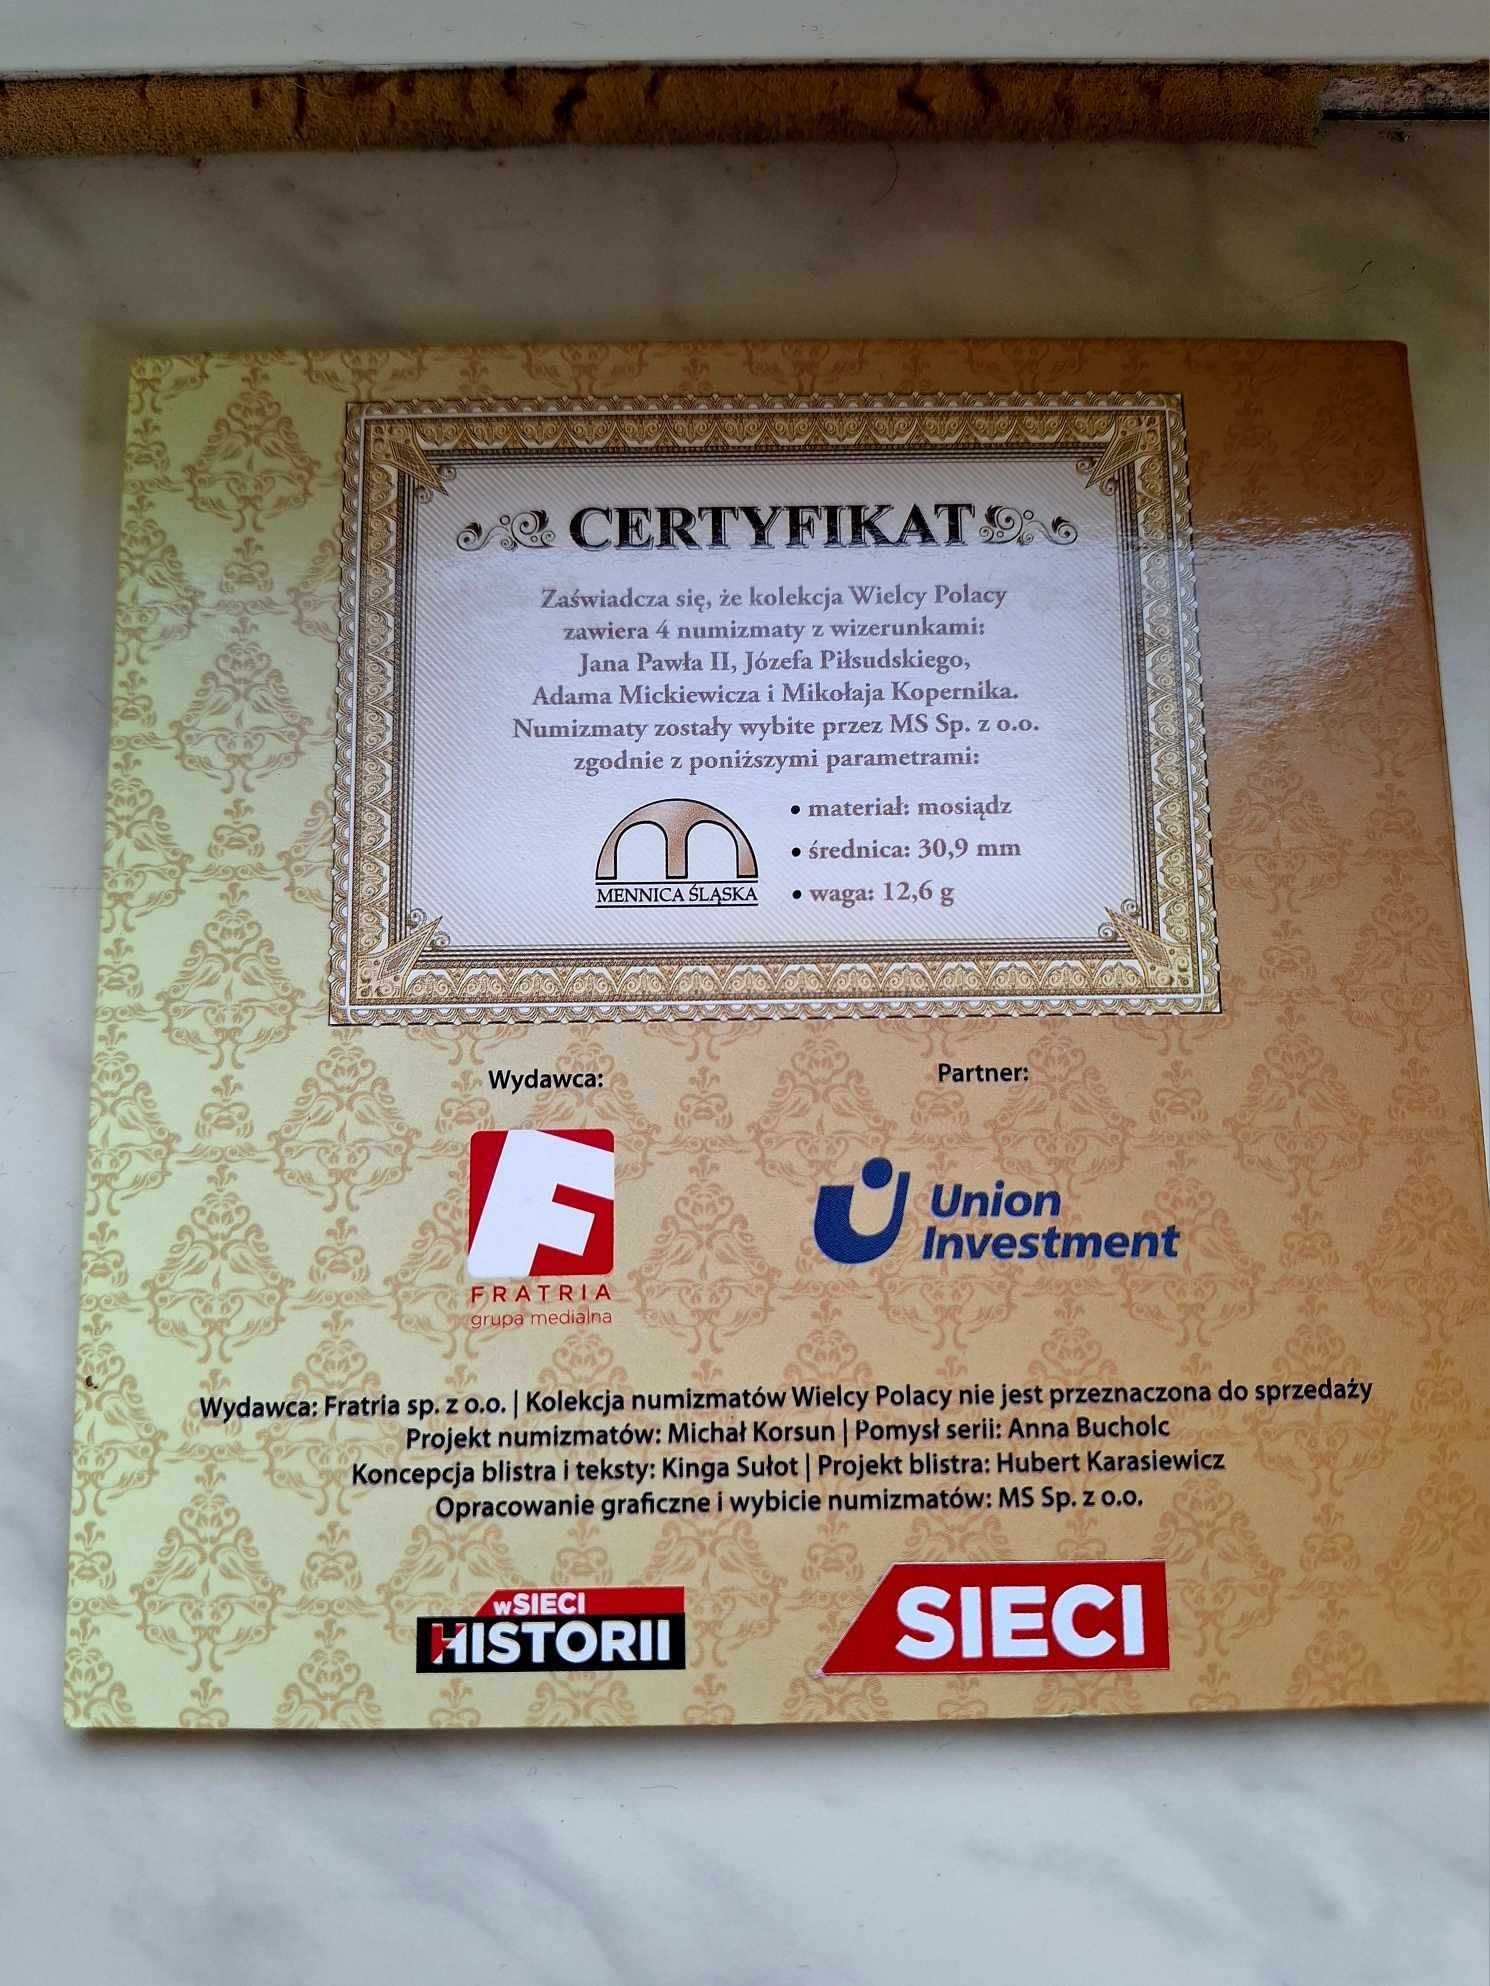 CERTYFIKAT
Zaświadcza się, że kolekcja Wielcy Polacy
zawiera 4 numizmaty z wizerunkami:
Jana Pawła II, Józefa Piłsudskiego,
Adama Mickiewicza i Mikołaja Kopernika.
Numizmaty zostały wybite przez MS Sp. z o.o.
zgodnie z poniższymi parametrami:
• materiał: mosiądz
• średnica: 30,9 mm
• waga: 12,6 g
MENNICA ŚLĄSKA
Wydawca:
Partner:
F
FRATRIA
grupa medialna
Union
Investment
Wydawca: Fratria sp. z o.o. | Kolekcja numizmatów Wielcy Polacy nie jest przeznaczona do sprzedaży
Projekt numizmatów: Michał Korsun | Pomysł serii: Anna Bucholc
Koncepcja blistra i teksty: Kinga Sułot | Projekt blistra: Hubert Karasiewicz
Opracowanie graficzne i wybicie numizmatów: MS Sp. z o.o.
wSIECI
HISTORII
SIECI